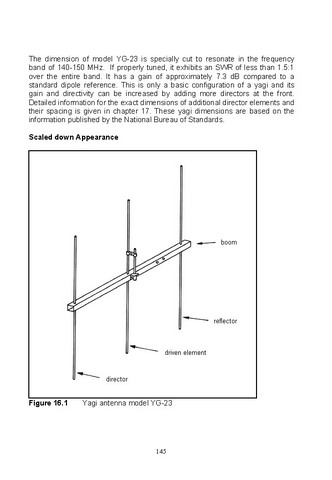 The dimension of model YG-23 is specially cut to resonate in the frequency
band of 140-150 MHz. If properly tuned, it exhibits an SWR of less than 1.5:1
over the entire band. It has a gain of approximately 7.3 dB compared to a
standard dipole reference. This is only a basic configuration of a yagi and its
gain and directivity can be increased by adding more directors at the front.
Detailed information for the exact dimensions of additional director elements and
their spacing is given in chapter 17. These yagi dimensions are based on the
information published by the National Bureau of Standards.
Scaled down Appearance
boom
reflector
driven element
director
Figure 16.1 Yagi antenna model YG-23
145